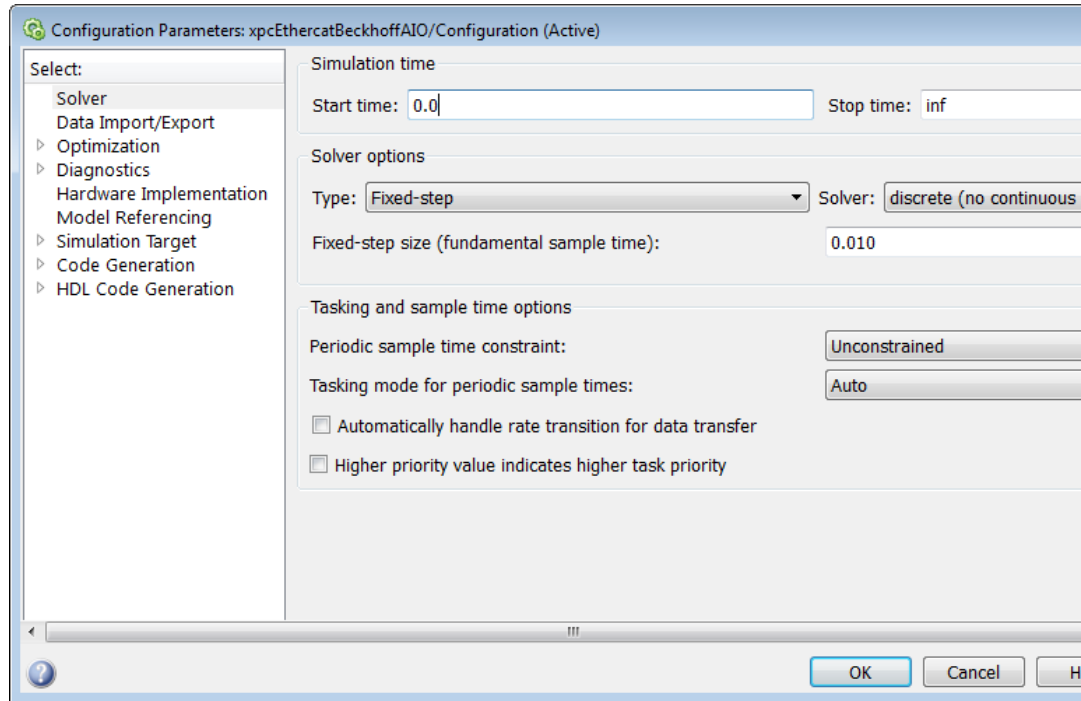 Configuration Parameters: xpcEthercatBeckhoffAIO/Configuration (Active)
Select:
Solver
Data Import/Export
Optimization
Diagnostics
Hardware Implementation
Model Referencing
Simulation Target
Code Generation
HDL Code Generation
Simulation time
Start time: 0.0 Stop time: inf
Solver options
Type: Fixed-step Solver: discrete (no continuous
Fixed-step size (fundamental sample time): 0.010
Tasking and sample time options
Periodic sample time constraint: Unconstrained
Tasking mode for periodic sample times: Auto
Automatically handle rate transition for data transfer
Higher priority value indicates higher task priority
OK Cancel H